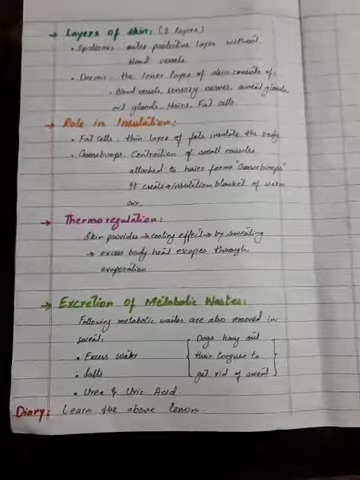 → Layers of skin: (2 layers)
• Epidermis: outer protective layer without
blood vessels
• Dermis: the inner layer of skin consists of:
- Blood vessels, sensory nerves, sweat glands,
oil glands, Hairs, Fat cells.
→ Role in Insulation:
• Fat cells: thin layer of fats insulate the body.
• Goosebumps: Contraction of small muscles
attached to hairs forms "Goosebumps"
It create → insulation blanket of warm
air.
→ Thermoregulation:
Skin provides → cooling effect → by sweating
→ excess body heat escapes through
evaporation
→ Excretion of Metabolic Wastes:
Following metabolic wastes are also removed in
sweat: Dogs hang out
• Excess Water their tongues to
• Salts get rid of sweat
• Urea & Uric Acid
Diary: Learn the above lesson.